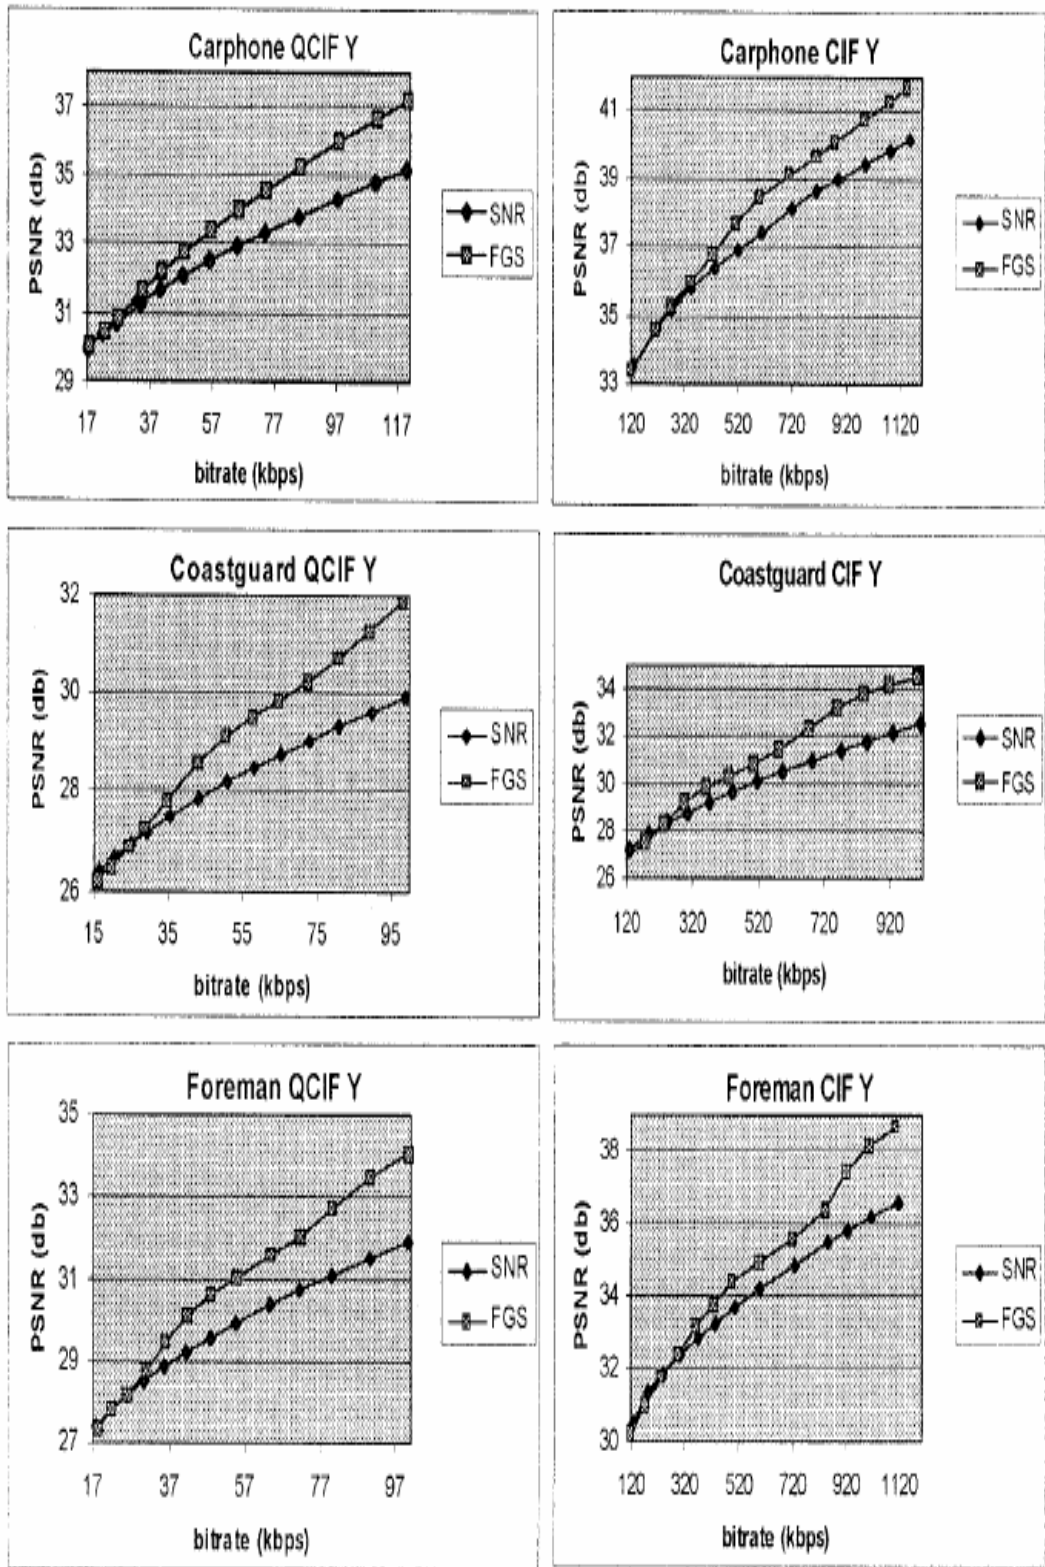 Carphone QCIF Y
PSNR (db)
37
35
33
31
29
17 37 57 77 97 117
bitrate (kbps)
SNR
FGS
Carphone CIF Y
PSNR (db)
41
39
37
35
33
120 320 520 720 920 1120
bitrate (kbps)
SNR
FGS
Coastguard QCIF Y
PSNR (db)
32
30
28
26
15 35 55 75 95
bitrate (kbps)
SNR
FGS
Coastguard CIF Y
PSNR (db)
34
32
30
28
26
120 320 520 720 920
bitrate (kbps)
SNR
FGS
Foreman QCIF Y
PSNR (db)
35
33
31
29
27
17 37 57 77 97
bitrate (kbps)
SNR
FGS
Foreman CIF Y
PSNR (db)
38
36
34
32
30
120 320 520 720 920 1120
bitrate (kbps)
SNR
FGS